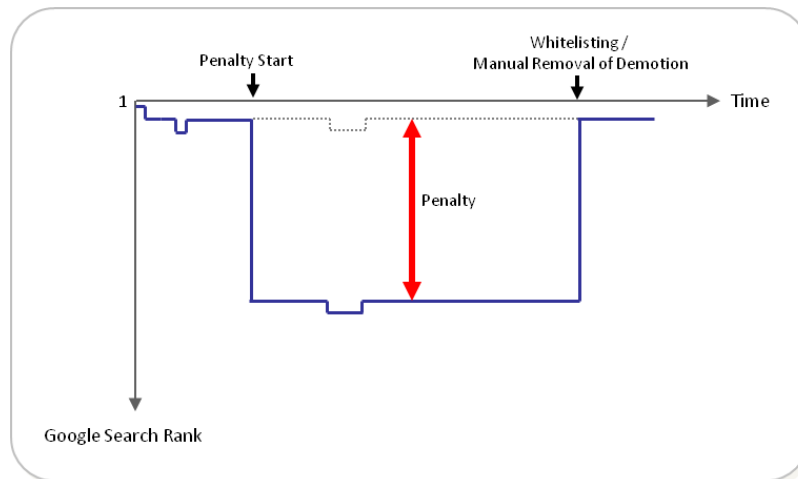 Whitelisting /
Penalty Start
Manual Removal of Demotion
1
Time
Penalty
Google Search Rank